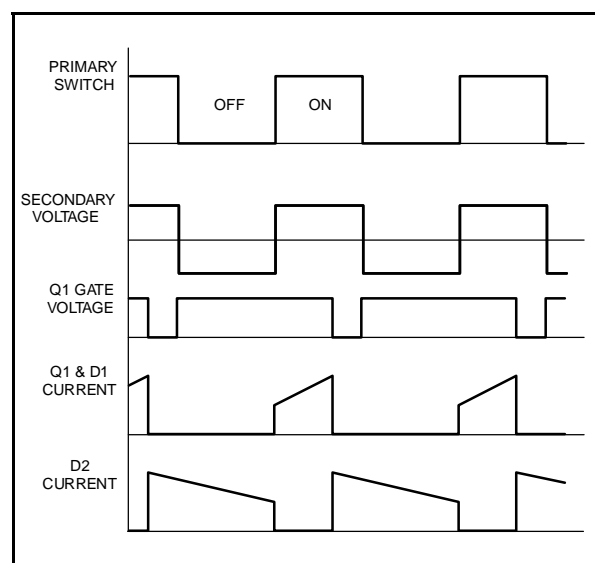 PRIMARY
SWITCH
OFF
ON
SECONDARY
VOLTAGE
Q1 GATE
VOLTAGE
Q1 & D1
CURRENT
D2
CURRENT